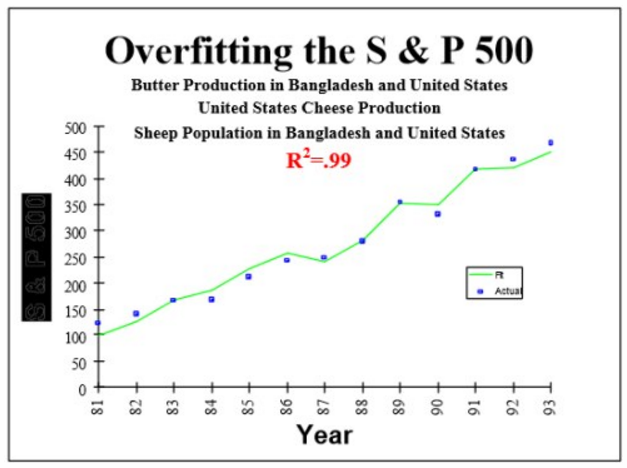 Overfitting the S & P 500
Butter Production in Bangladesh and United States
United States Cheese Production
Sheep Population in Bangladesh and United States
R²=.99
500
450
400
350
300
250
200
150
100
50
0
S & P 500
Fit
Actual
81
82
83
84
85
86
87
88
89
90
91
92
93
Year